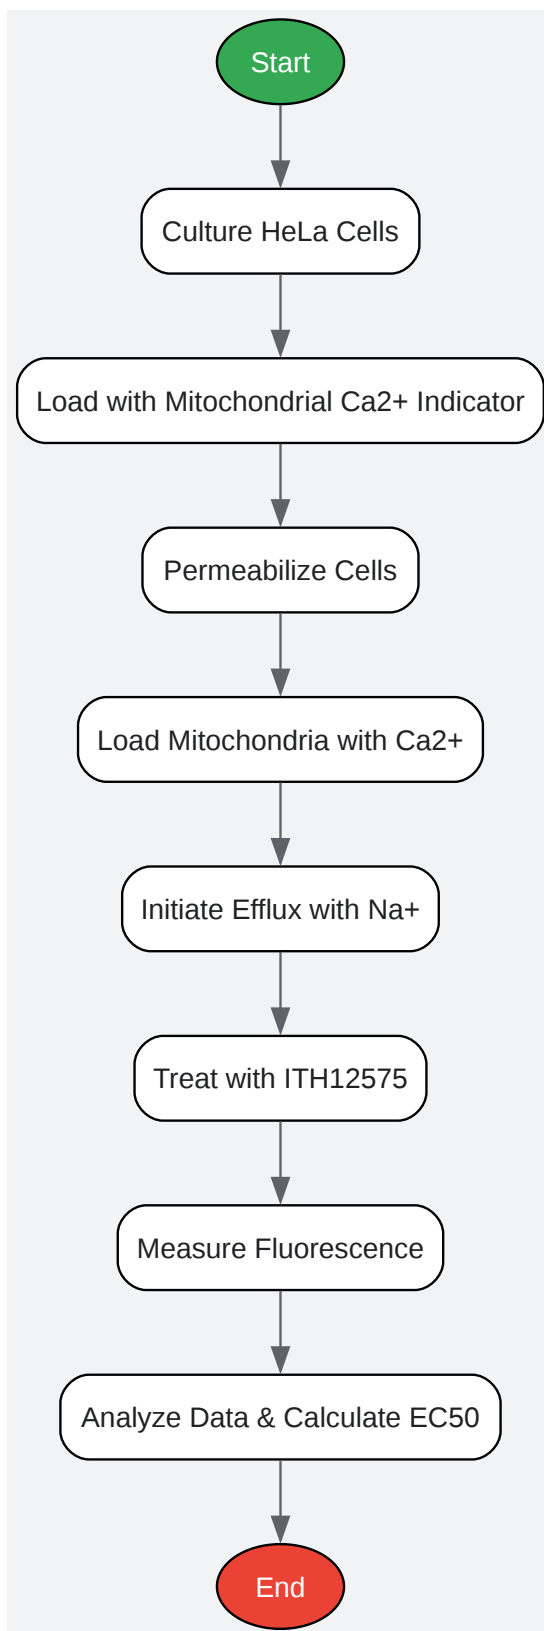 Start
Culture HeLa Cells
Load with Mitochondrial Ca2+ Indicator
Permeabilize Cells
Load Mitochondria with Ca2+
Initiate Efflux with Na+
Treat with ITH12575
Measure Fluorescence
Analyze Data & Calculate EC50
End